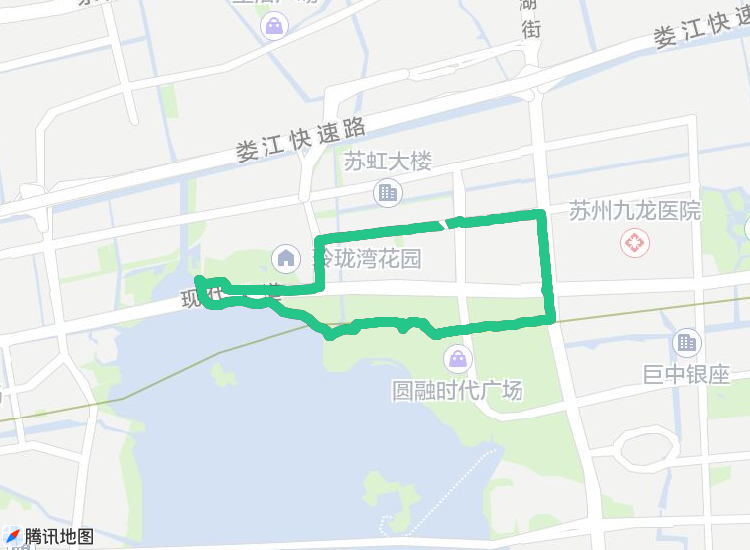 湖
街
娄江快速
娄江快速路
苏虹大楼
苏州九龙医院
玲珑湾花园
现代 道
巨中银座
圆融时代广场
腾讯地图